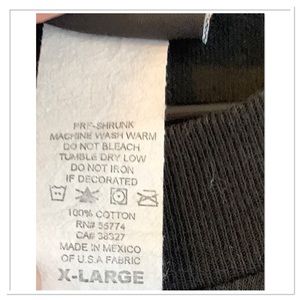 PRE-SHRUNK
MACHINE WASH WARM
DO NOT BLEACH
TUMBLE DRY LOW
DO NOT IRON
IF DECORATED
100% COTTON
RN# 55774
CA# 38327
MADE IN MEXICO
OF U.S.A FABRIC
X-LARGE